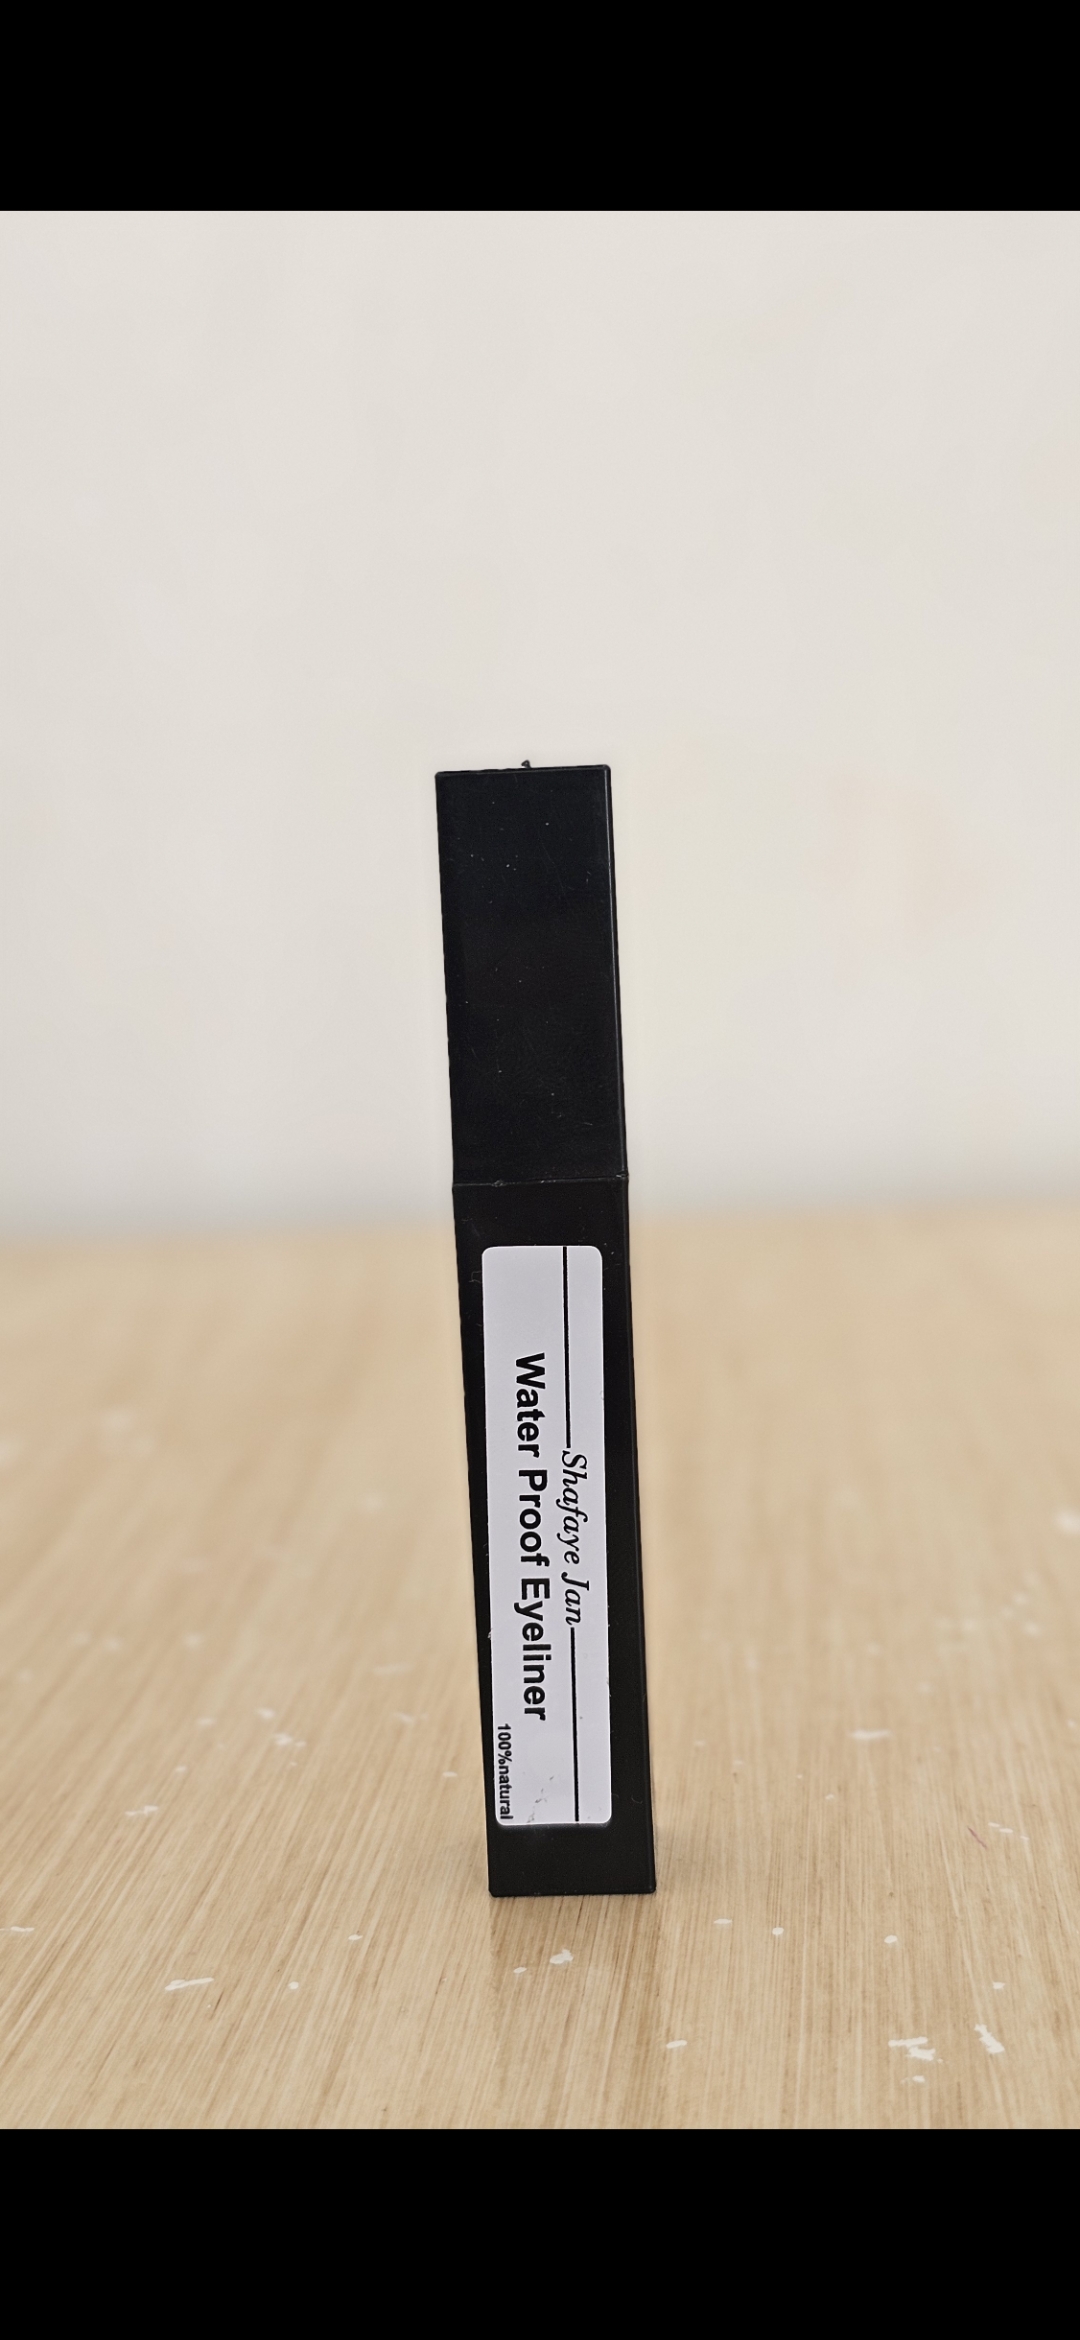 Shafaye Jan
Water Proof Eyeliner
100%natural